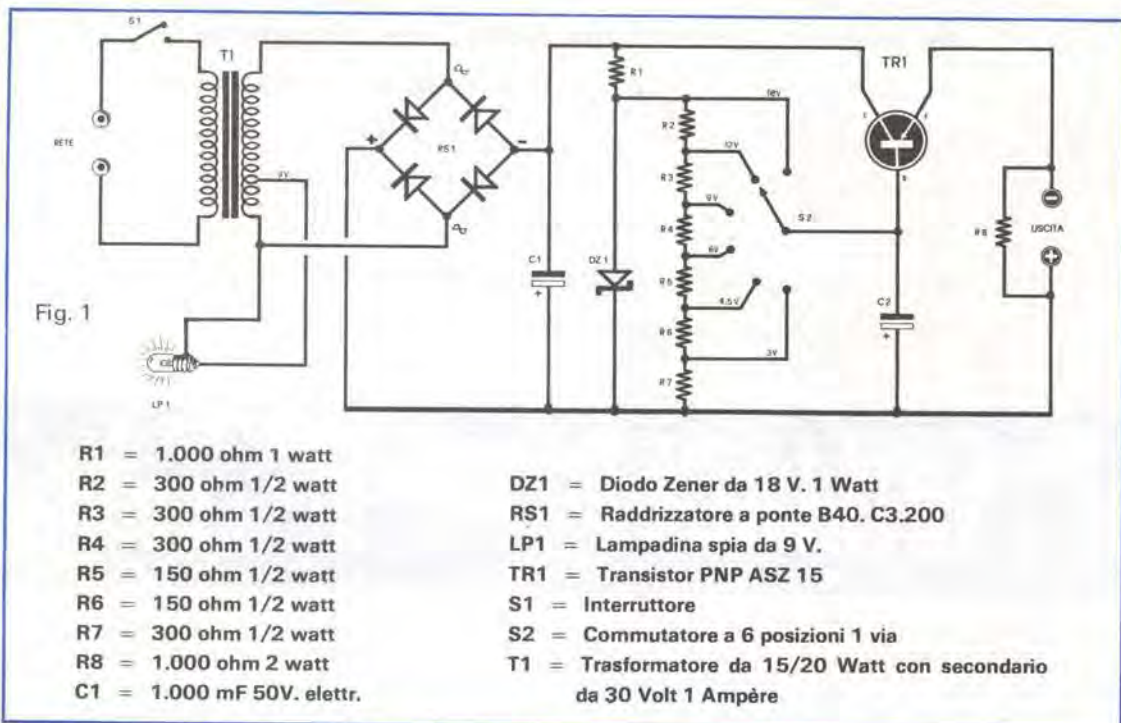 S1
T1
RETE
9V
LP1
Fig. 1
RS1
+
-
C1
+
R1
DZ1
R2
R3
R4
R5
R6
R7
18V
12V
9V
6V
4,5V
3V
S2
TR1
B
C2
+
R8
USCITA
R1 = 1.000 ohm 1 watt
R2 = 300 ohm 1/2 watt
R3 = 300 ohm 1/2 watt
R4 = 300 ohm 1/2 watt
R5 = 150 ohm 1/2 watt
R6 = 150 ohm 1/2 watt
R7 = 300 ohm 1/2 watt
R8 = 1.000 ohm 2 watt
C1 = 1.000 mF 50V. elettr.
DZ1 = Diodo Zener da 18 V. 1 Watt
RS1 = Raddrizzatore a ponte B40. C3.200
LP1 = Lampadina spia da 9 V.
TR1 = Transistor PNP ASZ 15
S1 = Interruttore
S2 = Commutatore a 6 posizioni 1 via
T1 = Trasformatore da 15/20 Watt con secondario
da 30 Volt 1 Ampère